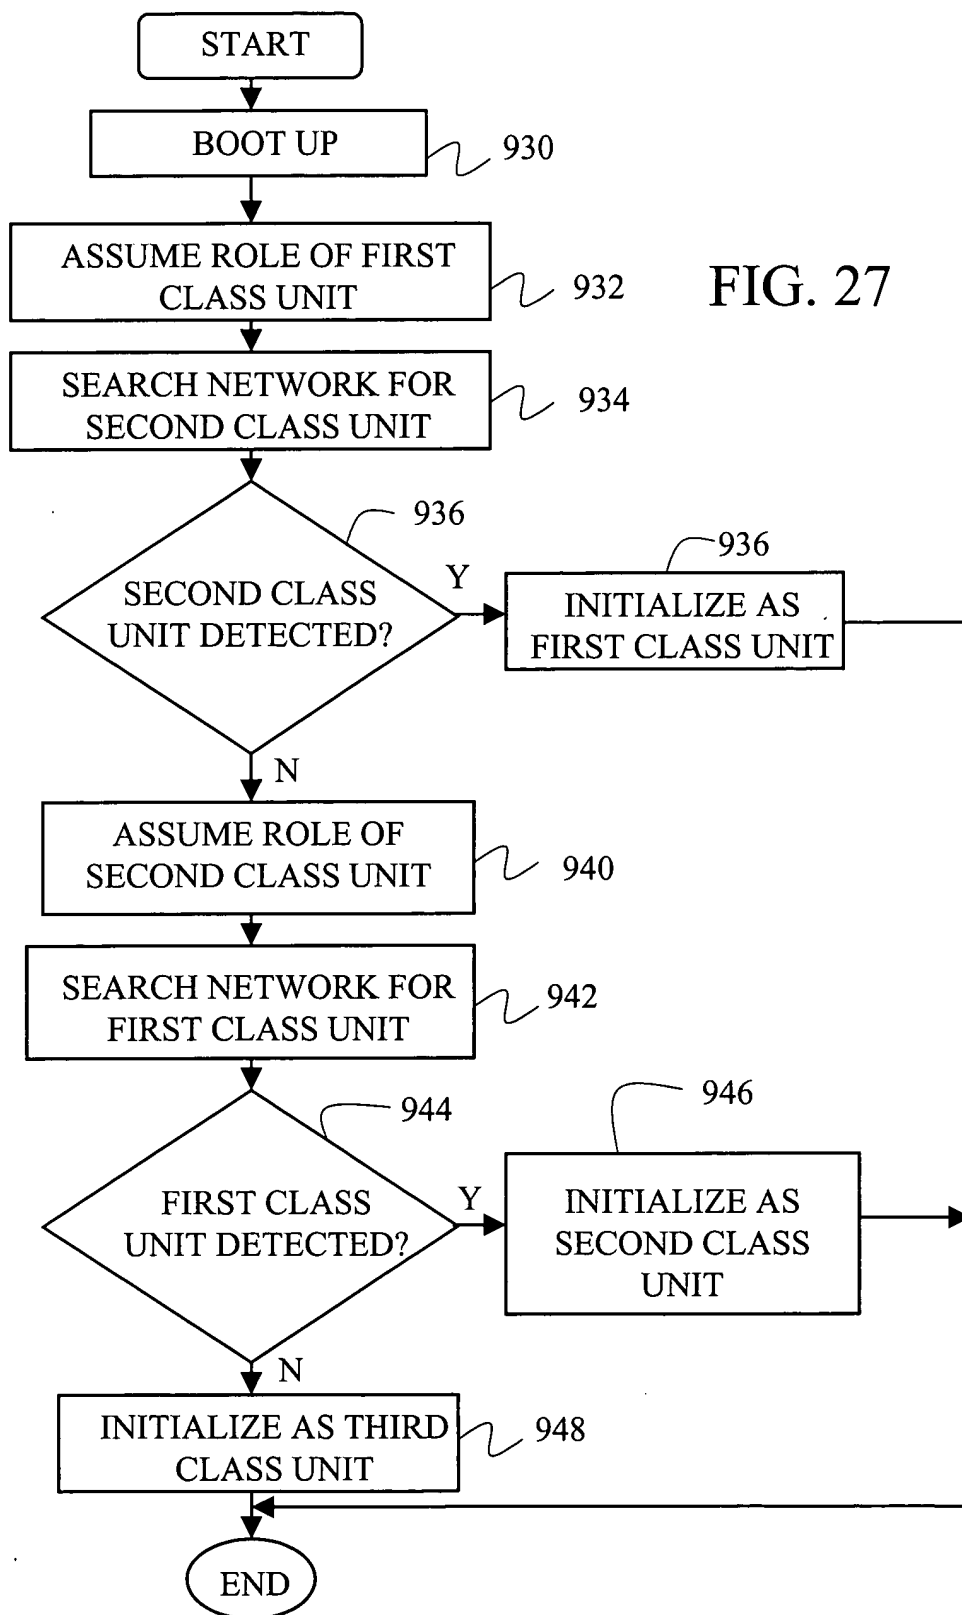 START
BOOT UP
930
ASSUME ROLE OF FIRST
CLASS UNIT
932
FIG. 27
SEARCH NETWORK FOR
SECOND CLASS UNIT
934
936
SECOND CLASS
UNIT DETECTED?
Y
936
INITIALIZE AS
FIRST CLASS UNIT
N
ASSUME ROLE OF
SECOND CLASS UNIT
940
SEARCH NETWORK FOR
FIRST CLASS UNIT
942
944
FIRST CLASS
UNIT DETECTED?
Y
946
INITIALIZE AS
SECOND CLASS
UNIT
N
INITIALIZE AS THIRD
CLASS UNIT
948
END